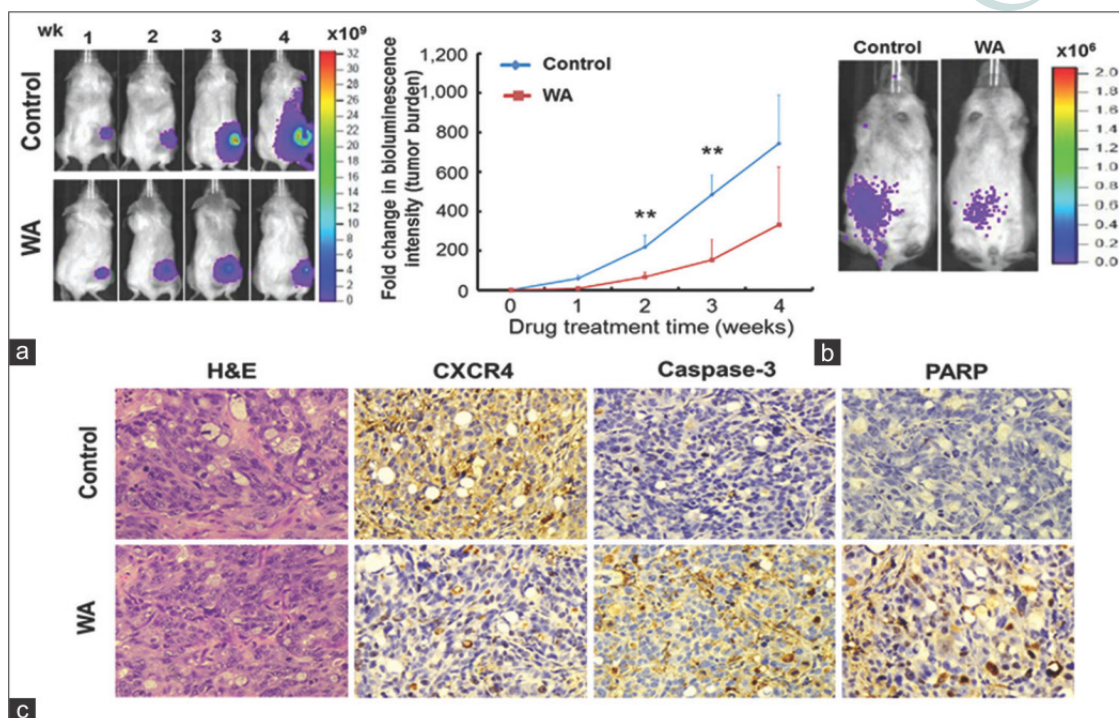 wk
1 2 3 4
x10⁹
Control
WA
32
30
28
26
24
22
20
18
16
14
12
10
8
6
4
2
0
Fold change in bioluminescence
intensity (tumor burden)
1,200
1,000
800
600
400
200
0
Control
WA
**
**
0 1 2 3 4
Drug treatment time (weeks)
a
Control WA
x10⁶
2.0
1.8
1.6
1.4
1.2
1.0
0.8
0.6
0.4
0.2
0.0
b
H&E CXCR4 Caspase-3 PARP
Control
WA
c